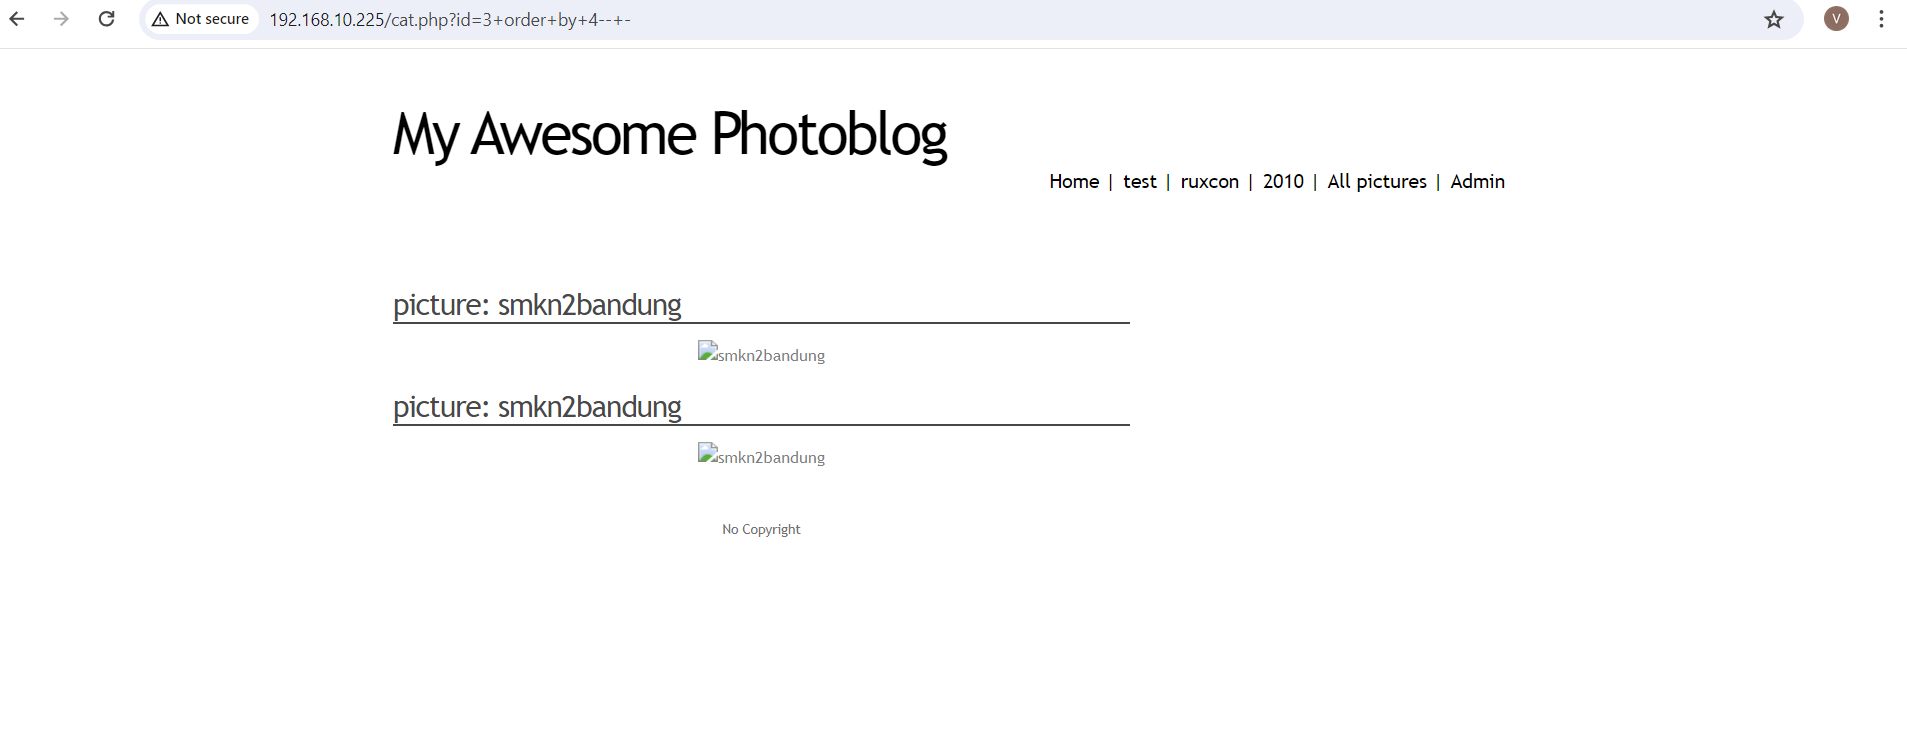 Not secure 192.168.10.225/cat.php?id=3+order+by+4--+- V
My Awesome Photoblog
Home | test | ruxcon | 2010 | All pictures | Admin
picture: smkn2bandung
smkn2bandung
picture: smkn2bandung
smkn2bandung
No Copyright